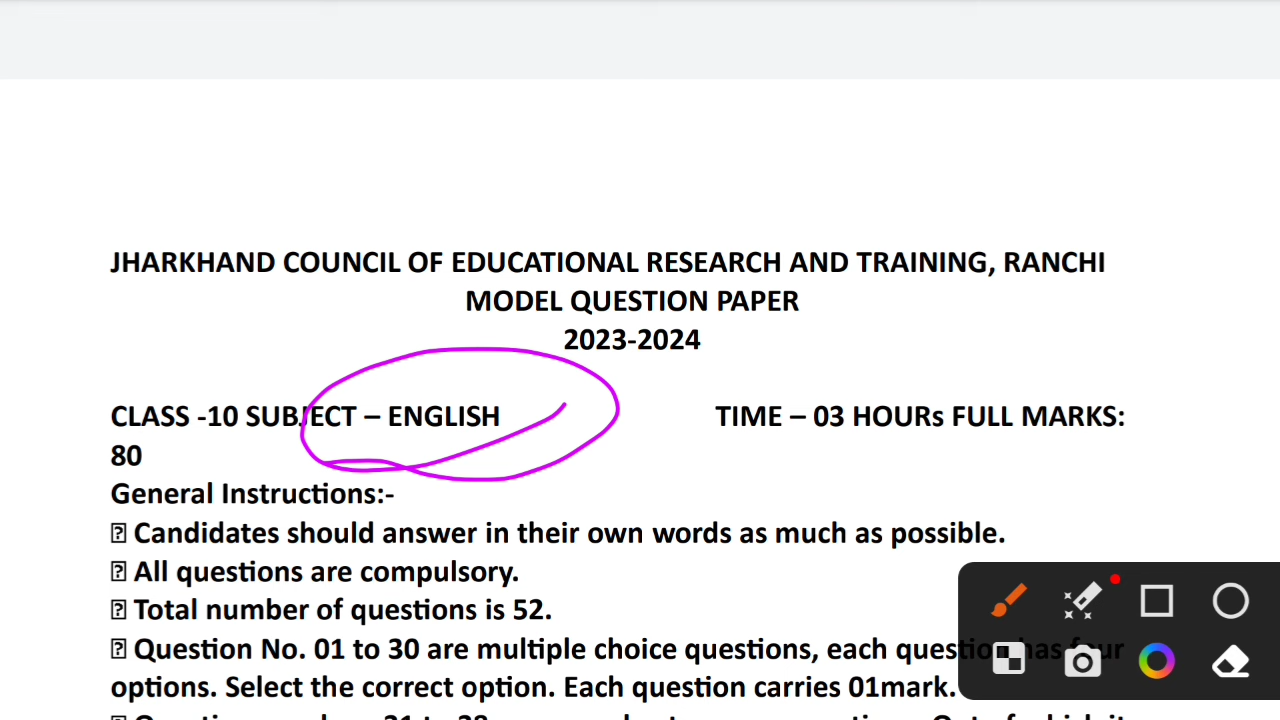 JHARKHAND COUNCIL OF EDUCATIONAL RESEARCH AND TRAINING, RANCHI
MODEL QUESTION PAPER
2023-2024
CLASS -10 SUBJECT – ENGLISH TIME – 03 HOURs FULL MARKS:
80
General Instructions:-
Candidates should answer in their own words as much as possible.
All questions are compulsory.
Total number of questions is 52.
Question No. 01 to 30 are multiple choice questions, each question has four
options. Select the correct option. Each question carries 01mark.